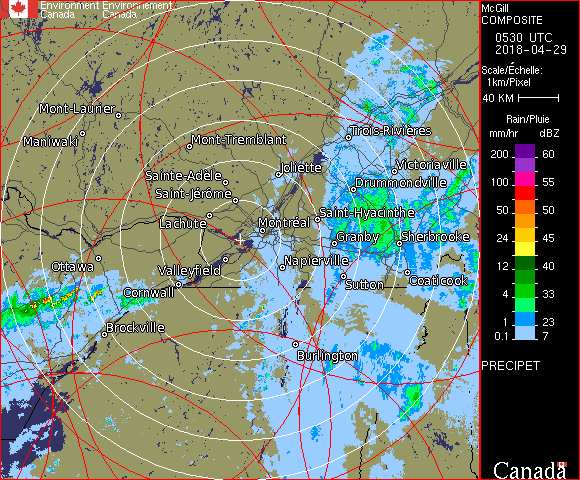 Environment Environnement
Canada Canada
McGill
COMPOSITE
0530 UTC
2018-04-29
Scale/Échelle:
1km/Pixel
40 KM
Rain/Pluie
mm/hr dBZ
200 60
100 55
50 50
24 45
12 40
4 33
1 23
0.1 7
PRECIPET
Canada
Mont-Laurier
Maniwaki
Mont-Tremblant
Trois-Rivières
Joliette
Victoriaville
Sainte-Adèle
Drummondville
Saint-Jérôme
Saint-Hyacinthe
Lachute
Montréal
Granby
Sherbrooke
Ottawa
Valleyfield
Napierville
Sutton
Coaticook
Cornwall
Brockville
Burlington